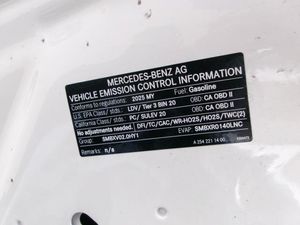 MERCEDES-BENZ AG
VEHICLE EMISSION CONTROL INFORMATION
Conforms to regulations: 2025 MY Fuel: Gasoline
U.S. EPA Class / stds: LDV / Tier 3 BIN 20 OBD: CA OBD II
California Class / stds: PC / SULEV 20 OBD: CA OBD II
No adjustments needed. DFI/TC/CAC/WR-HO2S/HO2S/TWC(2)
Group: SMBXV02.0HY1 EVAP: SMBXR0140LNC
Remarks: n/a A 254 221 14 00